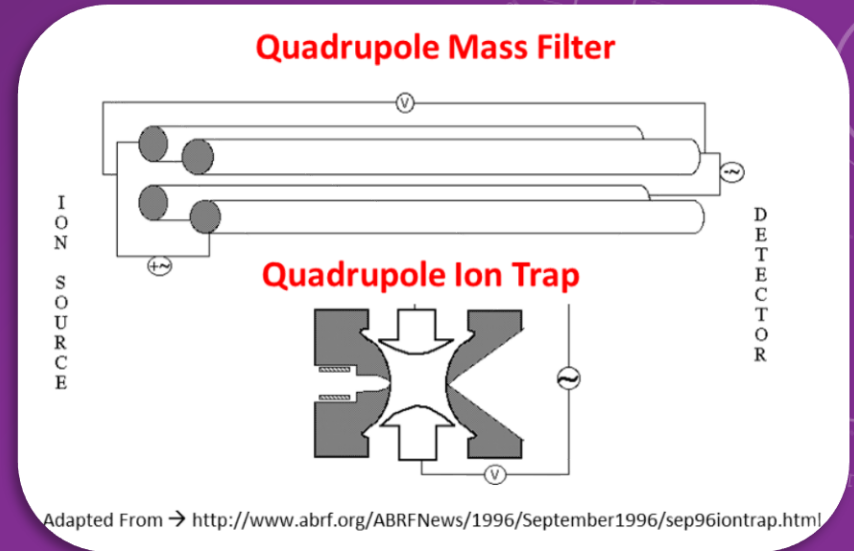 Quadrupole Mass Filter
V
-~
ION SOURCE
DETECTOR
+~
Quadrupole Ion Trap
~
V
Adapted From → http://www.abrf.org/ABRFNews/1996/September1996/sep96iontrap.html